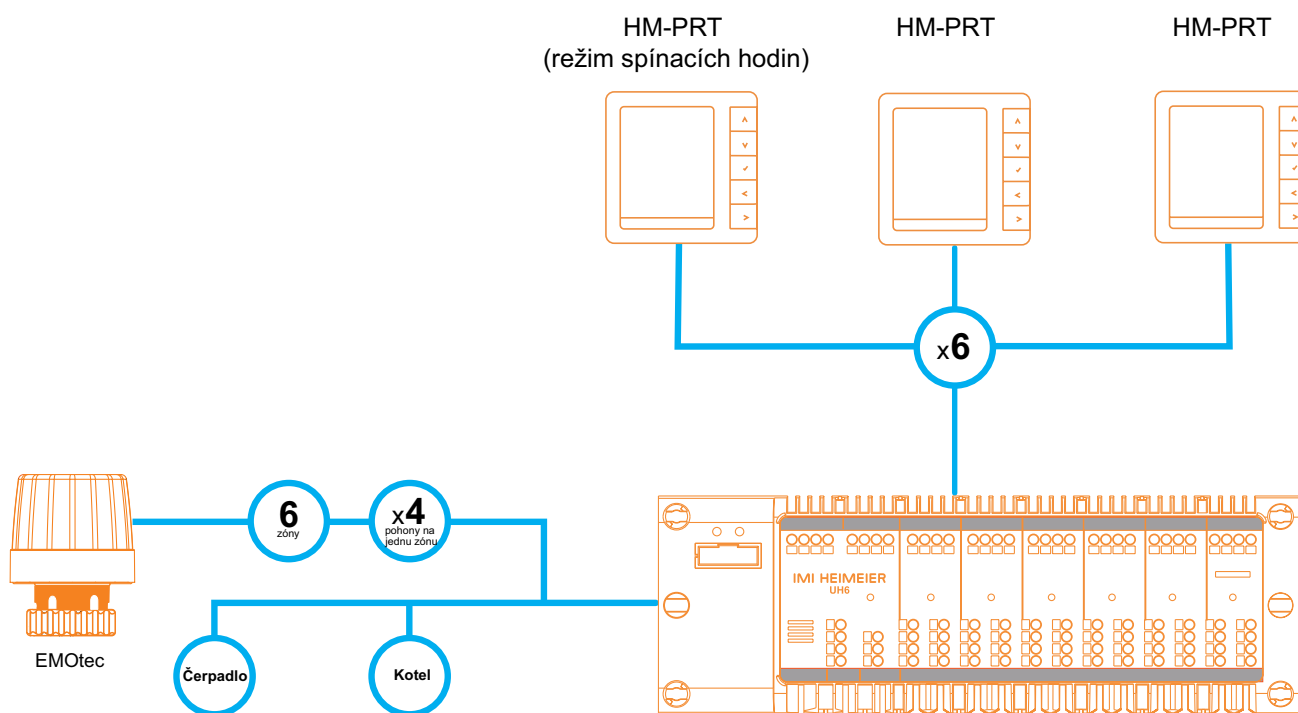 HM-PRT
(režim spínacích hodin)
HM-PRT
HM-PRT
x6
6
zóny
x4
pohony na
jednu zónu
IMI HEIMEIER
UH6
EMOtec
Čerpadlo
Kotel